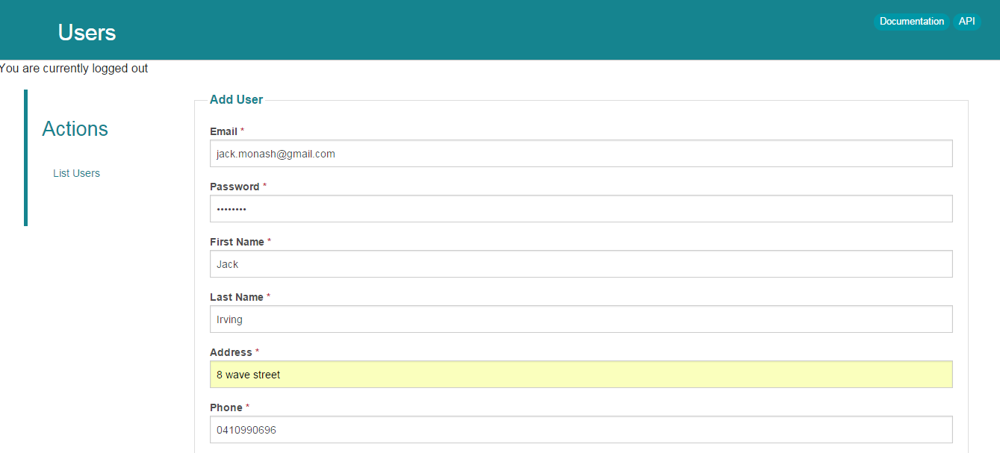 Users
Documentation API
You are currently logged out
Actions
List Users
Add User
Email *
jack.monash@gmail.com
Password *
••••••••
First Name *
Jack
Last Name *
Irving
Address *
8 wave street
Phone *
0410990696